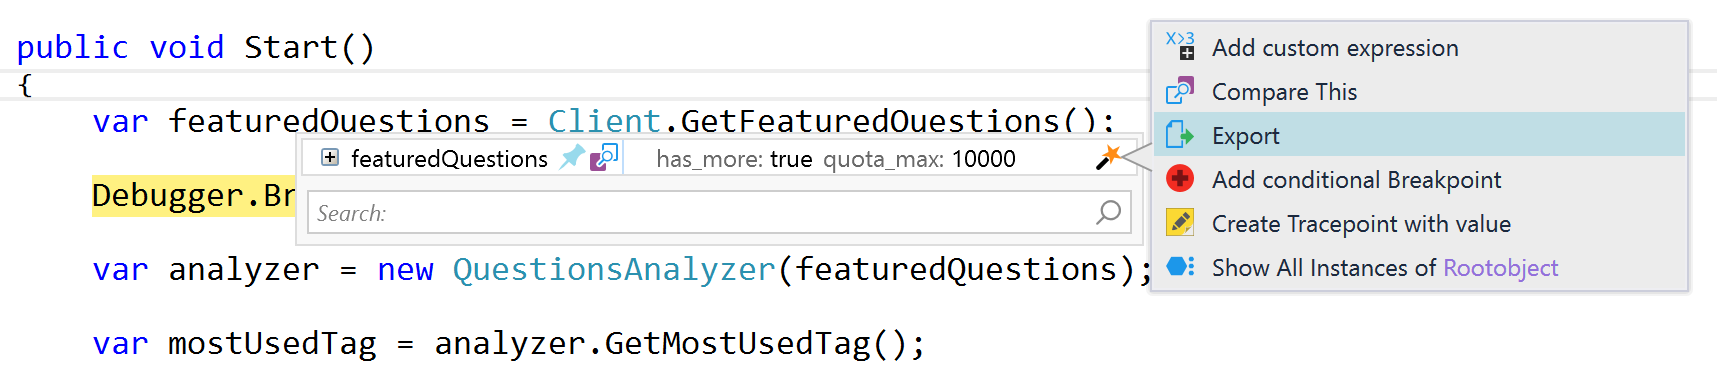 public void Start()
{
var featuredQuestions = Client.GetFeaturedQuestions();
featuredQuestions has_more: true quota_max: 10000
Debugger.Br
Search:
var analyzer = new QuestionsAnalyzer(featuredQuestions);
var mostUsedTag = analyzer.GetMostUsedTag();
X>3
Add custom expression
Compare This
Export
Add conditional Breakpoint
Create Tracepoint with value
Show All Instances of Rootobject